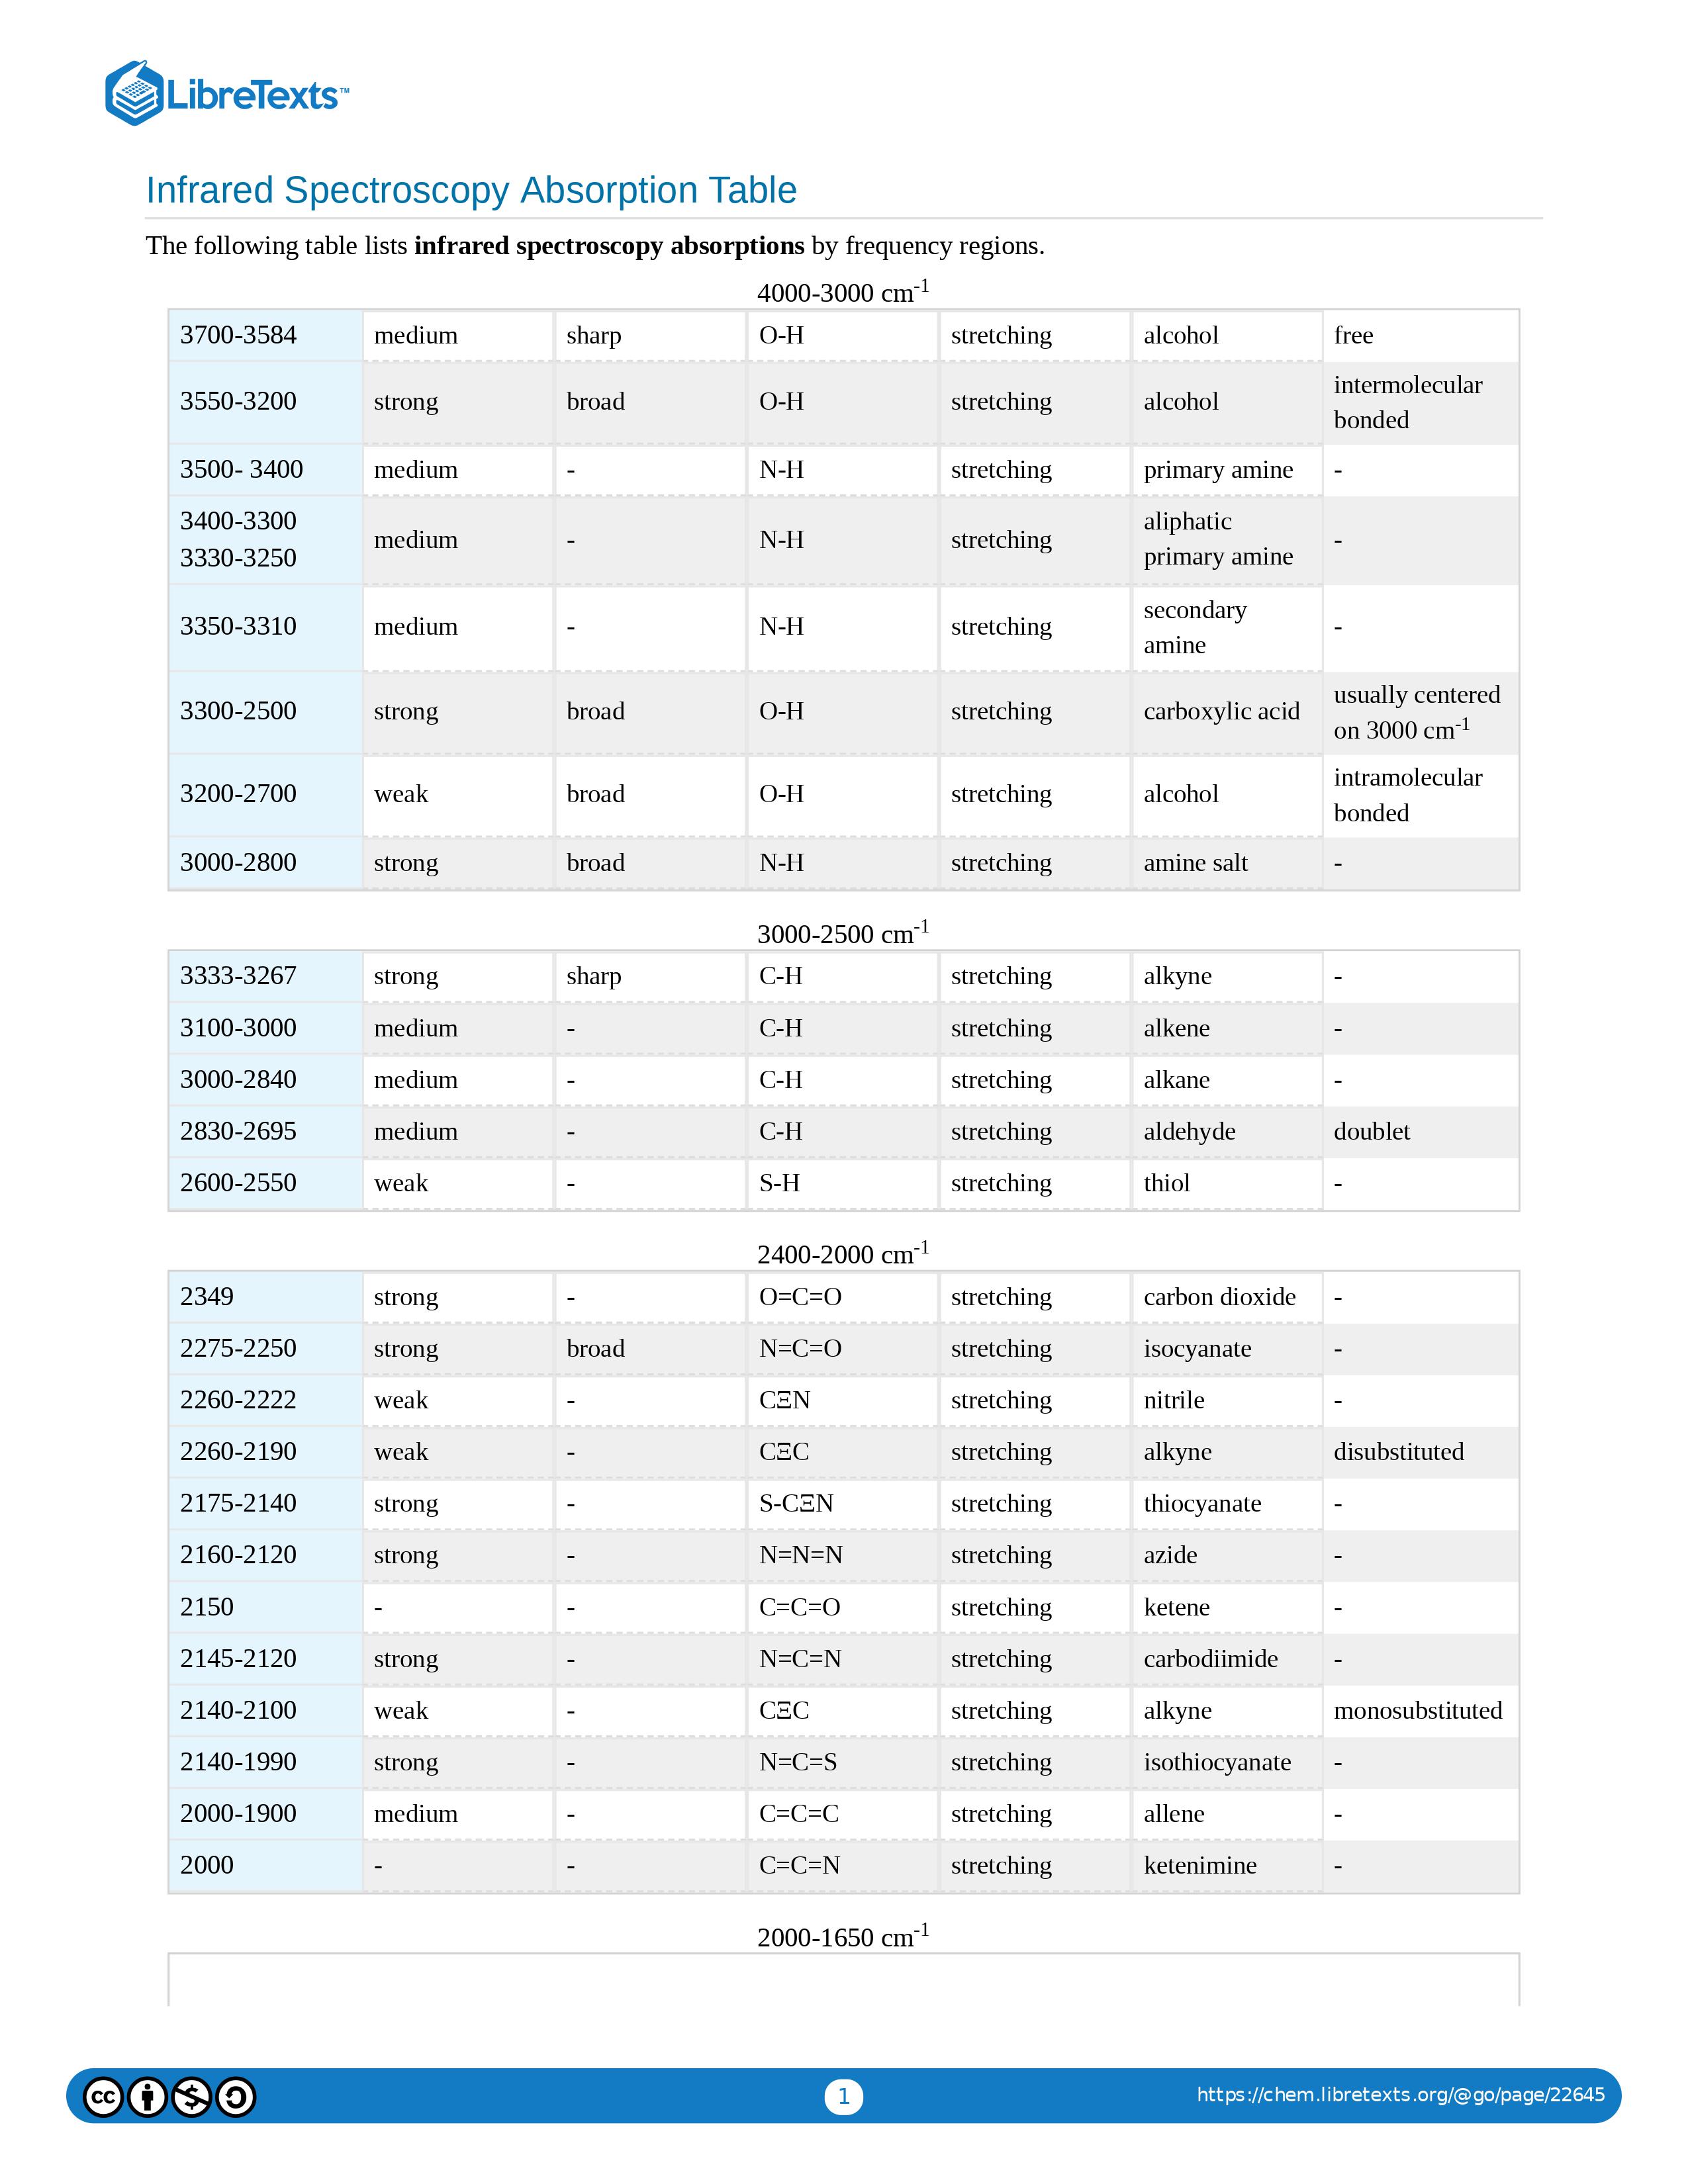 LibreTexts™
Infrared Spectroscopy Absorption Table
The following table lists infrared spectroscopy absorptions by frequency regions.
4000-3000 cm-1
3700-3584 medium sharp O-H stretching alcohol free
3550-3200 strong broad O-H stretching alcohol intermolecular bonded
3500- 3400 medium - N-H stretching primary amine -
3400-3300 3330-3250 medium - N-H stretching aliphatic primary amine -
3350-3310 medium - N-H stretching secondary amine -
3300-2500 strong broad O-H stretching carboxylic acid usually centered on 3000 cm-1
3200-2700 weak broad O-H stretching alcohol intramolecular bonded
3000-2800 strong broad N-H stretching amine salt -
3000-2500 cm-1
3333-3267 strong sharp C-H stretching alkyne -
3100-3000 medium - C-H stretching alkene -
3000-2840 medium - C-H stretching alkane -
2830-2695 medium - C-H stretching aldehyde doublet
2600-2550 weak - S-H stretching thiol -
2400-2000 cm-1
2349 strong - O=C=O stretching carbon dioxide -
2275-2250 strong broad N=C=O stretching isocyanate -
2260-2222 weak - CΞN stretching nitrile -
2260-2190 weak - CΞC stretching alkyne disubstituted
2175-2140 strong - S-CΞN stretching thiocyanate -
2160-2120 strong - N=N=N stretching azide -
2150 - - C=C=O stretching ketene -
2145-2120 strong - N=C=N stretching carbodiimide -
2140-2100 weak - CΞC stretching alkyne monosubstituted
2140-1990 strong - N=C=S stretching isothiocyanate -
2000-1900 medium - C=C=C stretching allene -
2000 - - C=C=N stretching ketenimine -
2000-1650 cm-1
cc 1 https://chem.libretexts.org/@go/page/22645